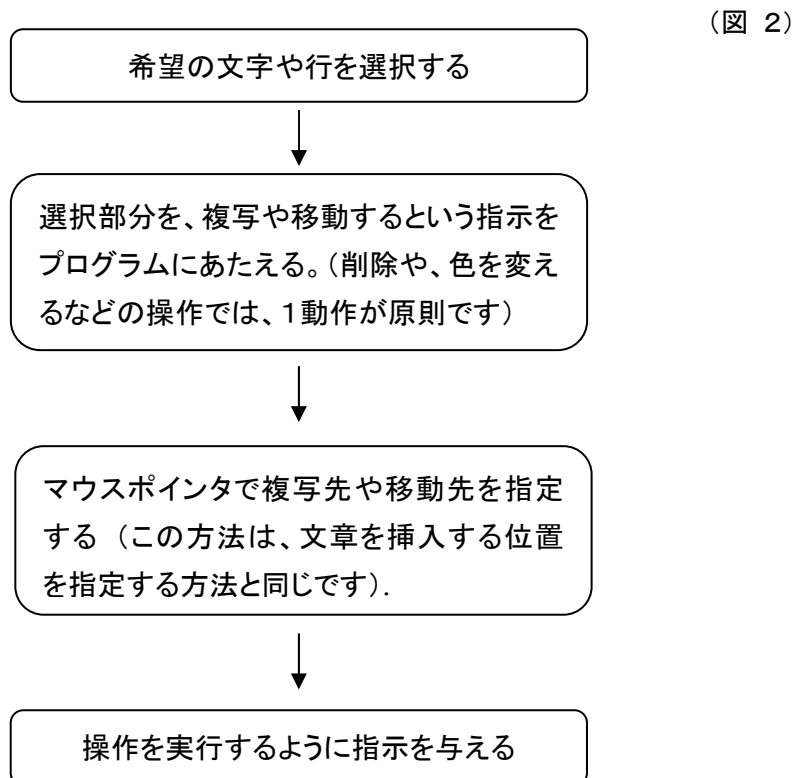 （図 2）
希望の文字や行を選択する
選択部分を、複写や移動するという指示を
プログラムにあたえる。（削除や、色を変え
るなどの操作では、１動作が原則です）
マウスポインタで複写先や移動先を指定
する （この方法は、文章を挿入する位置
を指定する方法と同じです）.
操作を実行するように指示を与える